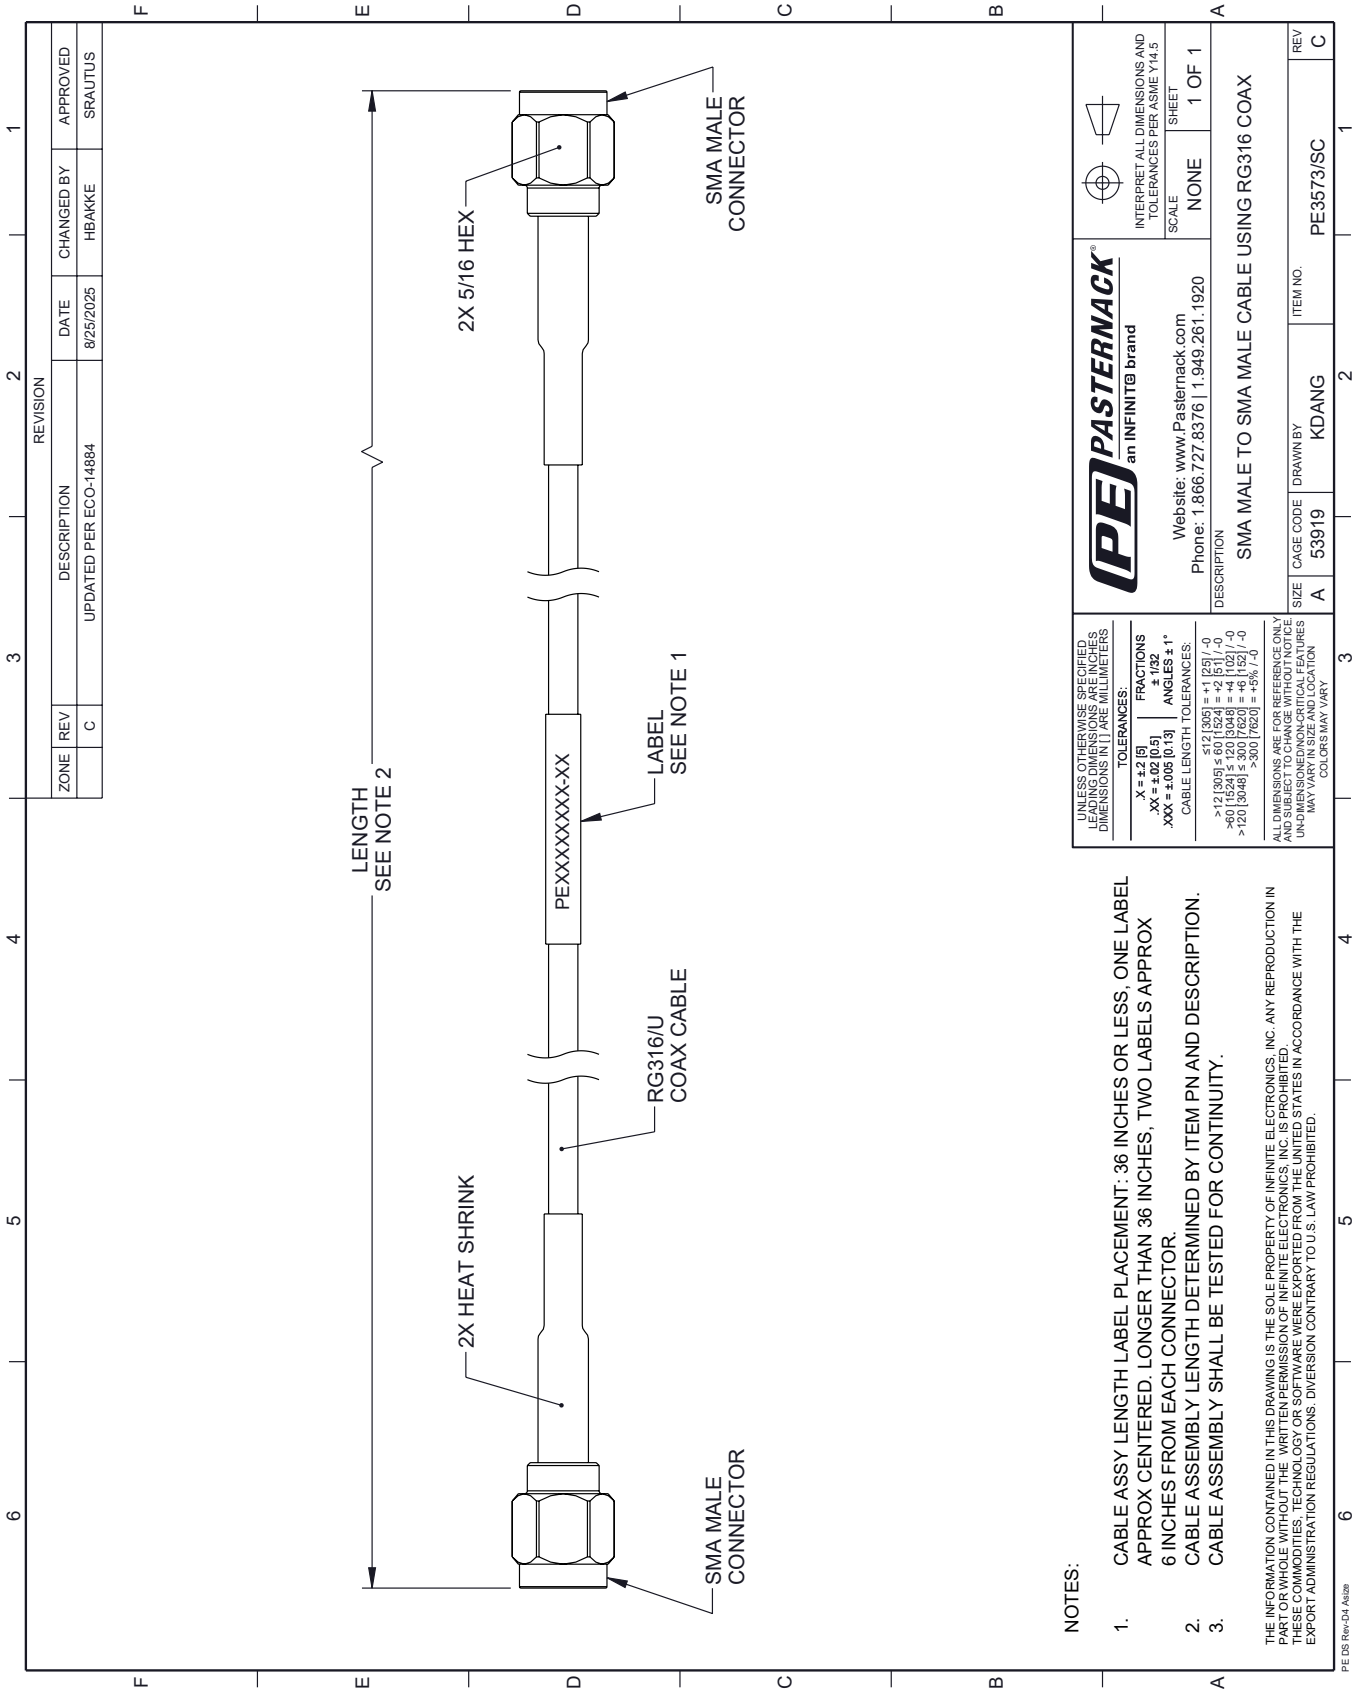 6
5
4
3
2
1
F
E
D
C
B
A
REVISION
ZONE REV DESCRIPTION DATE CHANGED BY APPROVED
C UPDATED PER ECO-14884 8/25/2025 HBAKKE SRAUTUS
LENGTH
SEE NOTE 2
2X HEAT SHRINK
2X 5/16 HEX
PEXXXXXXXXX-XX
SMA MALE
CONNECTOR
RG316/U
COAX CABLE
LABEL
SEE NOTE 1
SMA MALE
CONNECTOR
NOTES:
1. CABLE ASSY LENGTH LABEL PLACEMENT: 36 INCHES OR LESS, ONE LABEL
APPROX CENTERED. LONGER THAN 36 INCHES, TWO LABELS APPROX
6 INCHES FROM EACH CONNECTOR.
2. CABLE ASSEMBLY LENGTH DETERMINED BY ITEM PN AND DESCRIPTION.
3. CABLE ASSEMBLY SHALL BE TESTED FOR CONTINUITY.
THE INFORMATION CONTAINED IN THIS DRAWING IS THE SOLE PROPERTY OF INFINITE ELECTRONICS, INC. ANY REPRODUCTION IN
PART OR WHOLE WITHOUT THE WRITTEN PERMISSION OF INFINITE ELECTRONICS, INC. IS PROHIBITED.
THESE COMMODITIES, TECHNOLOGY OR SOFTWARE WERE EXPORTED FROM THE UNITED STATES IN ACCORDANCE WITH THE
EXPORT ADMINISTRATION REGULATIONS. DIVERSION CONTRARY TO U.S. LAW PROHIBITED.
UNLESS OTHERWISE SPECIFIED
LEADING DIMENSIONS ARE INCHES
DIMENSIONS IN [ ] ARE MILLIMETERS
TOLERANCES:
.X = ±.2 [5] FRACTIONS
.XX = ±.02 [0.5] ± 1/32
.XXX = ±.005 [0.13] ANGLES ± 1°
CABLE LENGTH TOLERANCES:
≤12 [305] = +1 [25] / -0
>12 [305] ≤ 60 [1524] = +2 [51] / -0
>60 [1524] ≤ 120 [3048] = +4 [102] / -0
>120 [3048] ≤ 300 [7620] = +6 [152] / -0
>300 [7620] = +5% / -0
ALL DIMENSIONS ARE FOR REFERENCE ONLY
AND SUBJECT TO CHANGE WITHOUT NOTICE.
UN-DIMENSIONED/NON-CRITICAL FEATURES
MAY VARY IN SIZE AND LOCATION
COLORS MAY VARY
PE PASTERNACK®
an INFINIT® brand
Website: www.Pasternack.com
Phone: 1.866.727.8376 | 1.949.261.1920
INTERPRET ALL DIMENSIONS AND
TOLERANCES PER ASME Y14.5
SCALE SHEET
NONE 1 OF 1
DESCRIPTION
SMA MALE TO SMA MALE CABLE USING RG316 COAX
SIZE CAGE CODE DRAWN BY ITEM NO. REV
A 53919 KDANG PE3573/SC C
F
E
D
C
B
A
6
5
4
3
2
1
PE DS Rev-D4 Asize